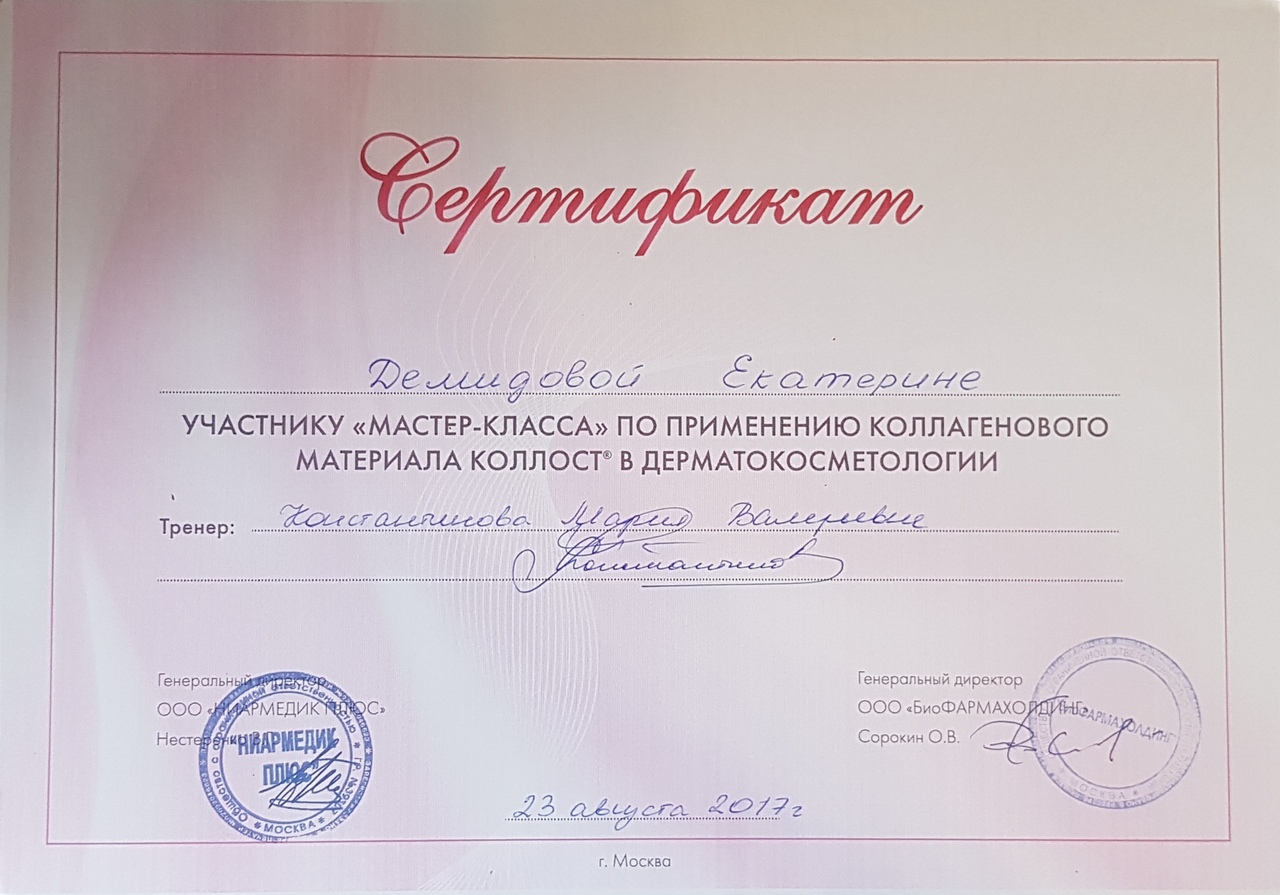 Сертификат
Демидовой Екатерине
УЧАСТНИКУ «МАСТЕР-КЛАССА» ПО ПРИМЕНЕНИЮ КОЛЛАГЕНОВОГО
МАТЕРИАЛА КОЛЛОСТ® В ДЕРМАТОКОСМЕТОЛОГИИ
Тренер: Константинова Мария Валерьевна
Генеральный директор
ООО «НИАРМЕДИК ПЛЮС»
"НИАРМЕДИК
ПЛЮС"
* МОСКВА *
Генеральный директор
ООО «БиоФАРМАХОЛДИНГ»
Сорокин О.В.
МОСКВА *
23 августа 2017г
г. Москва